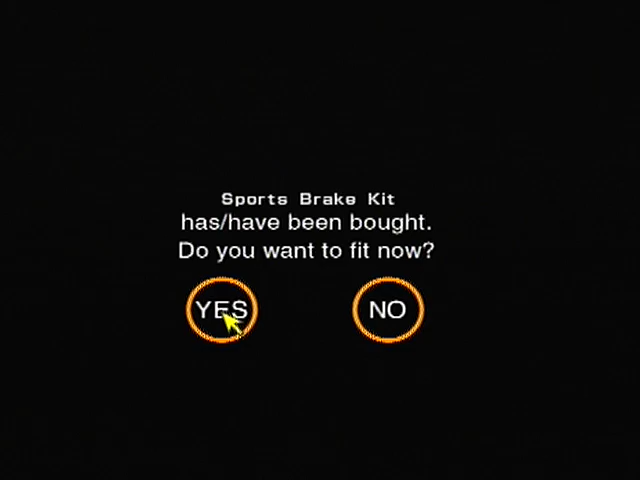 Sports Brake Kit
has/have been bought.
Do you want to fit now?
YES NO